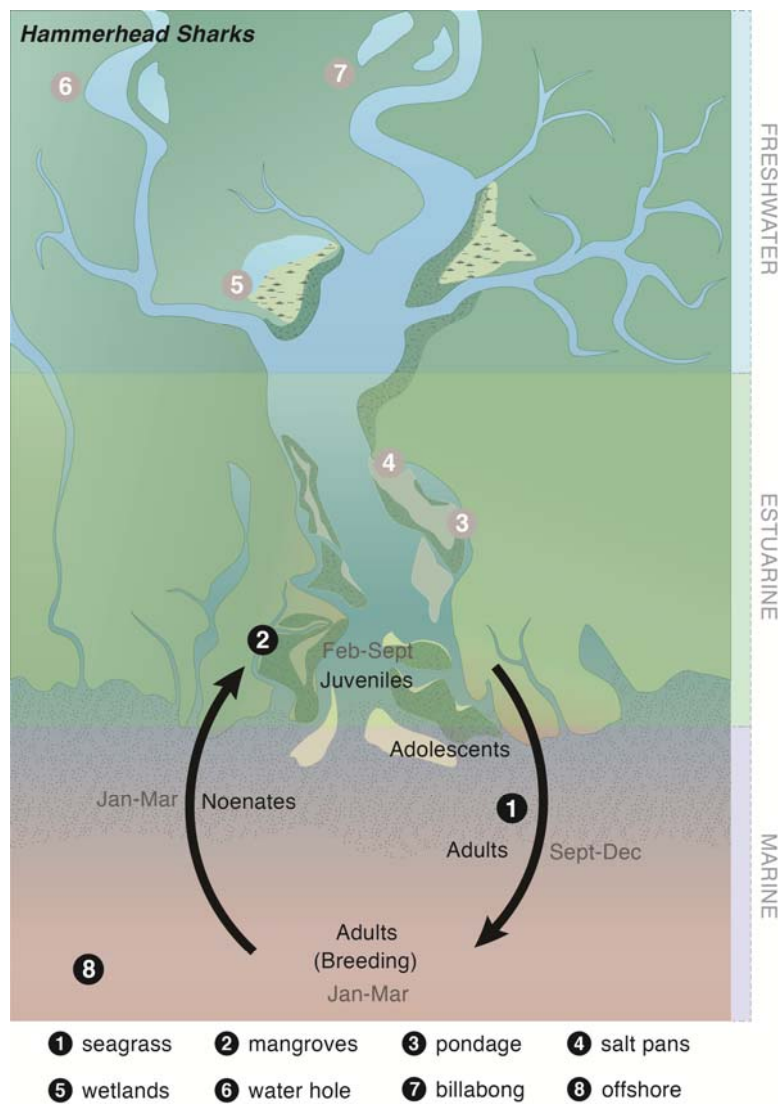 Hammerhead Sharks
6
7
FRESHWATER
5
4
3
ESTUARINE
2
Feb-Sept
Juveniles
Adolescents
Jan-Mar
Noenates
1
Adults
Sept-Dec
MARINE
Adults
(Breeding)
Jan-Mar
8
1 seagrass 2 mangroves 3 pondage 4 salt pans
5 wetlands 6 water hole 7 billabong 8 offshore